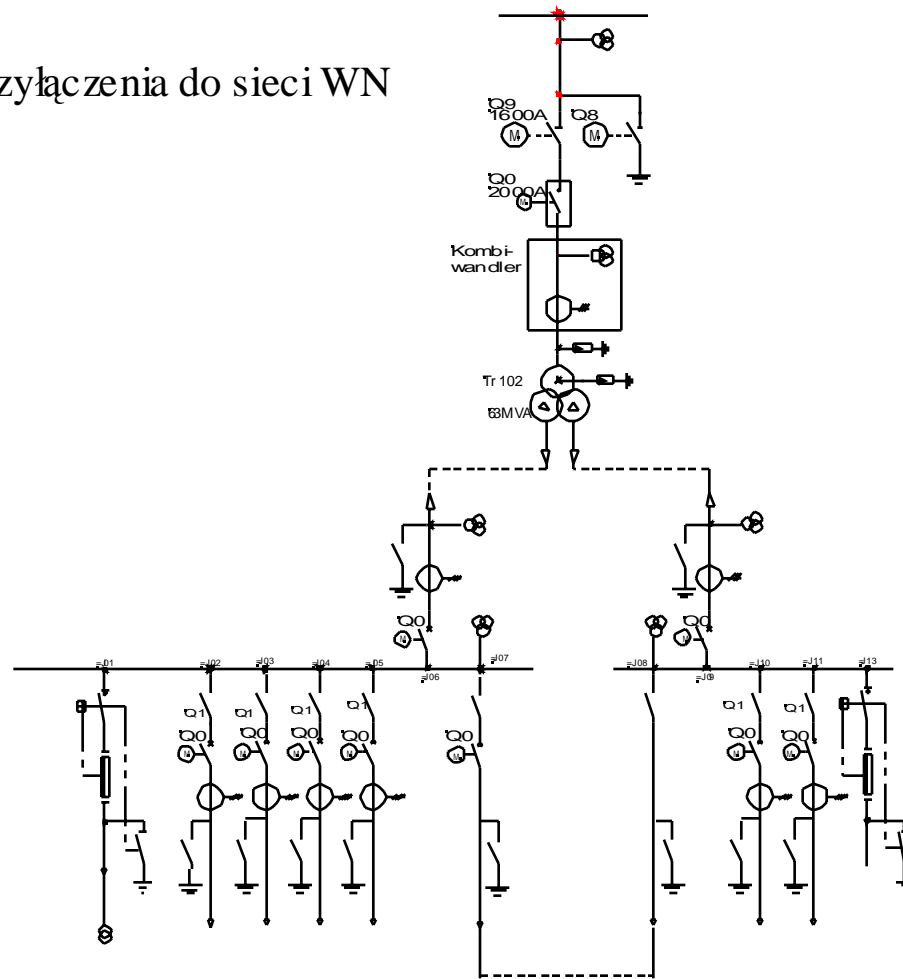 zyłączenia do sieci WN
Q9
1600A
Q8
M
M
Q0
2000A
M
Kombi-
wandler
Tr 102
63MVA
Q0
M
Q0
M
=J01
=J02
=J03
=J04
=J05
=J06
=J07
=J08
=J09
=J10
=J11
=J13
Q1
Q1
Q1
Q1
Q1
Q1
Q0
Q0
Q0
Q0
Q0
Q0
Q0
M
M
M
M
M
M
M